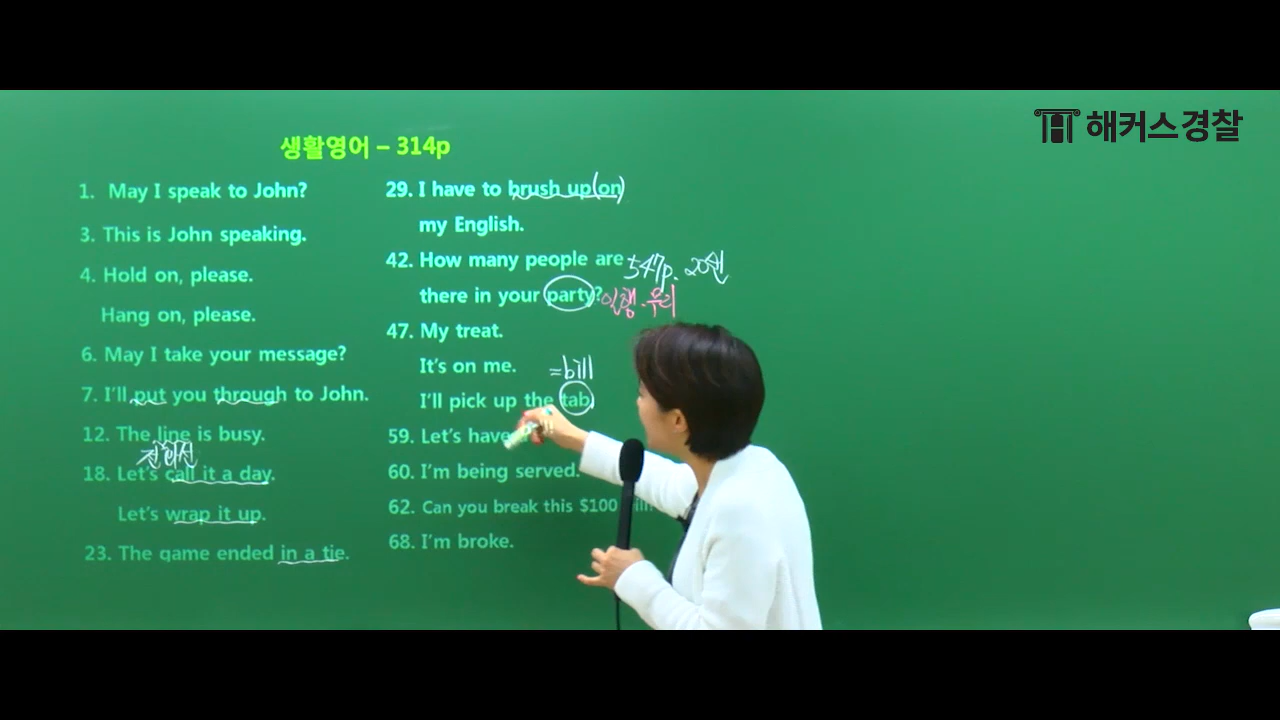 해커스경찰
생활영어 – 314p
1. May I speak to John?
3. This is John speaking.
4. Hold on, please.
Hang on, please.
6. May I take your message?
7. I'll put you through to John.
12. The line is busy.
전화선
18. Let's call it a day.
Let's wrap it up.
23. The game ended in a tie.
29. I have to brush up (on)
my English.
42. How many people are
547p. 20번
there in your party?
일행·무리
47. My treat.
It's on me.
=bill
I'll pick up the tab.
59. Let's have
60. I'm being served.
62. Can you break this $100
68. I'm broke.